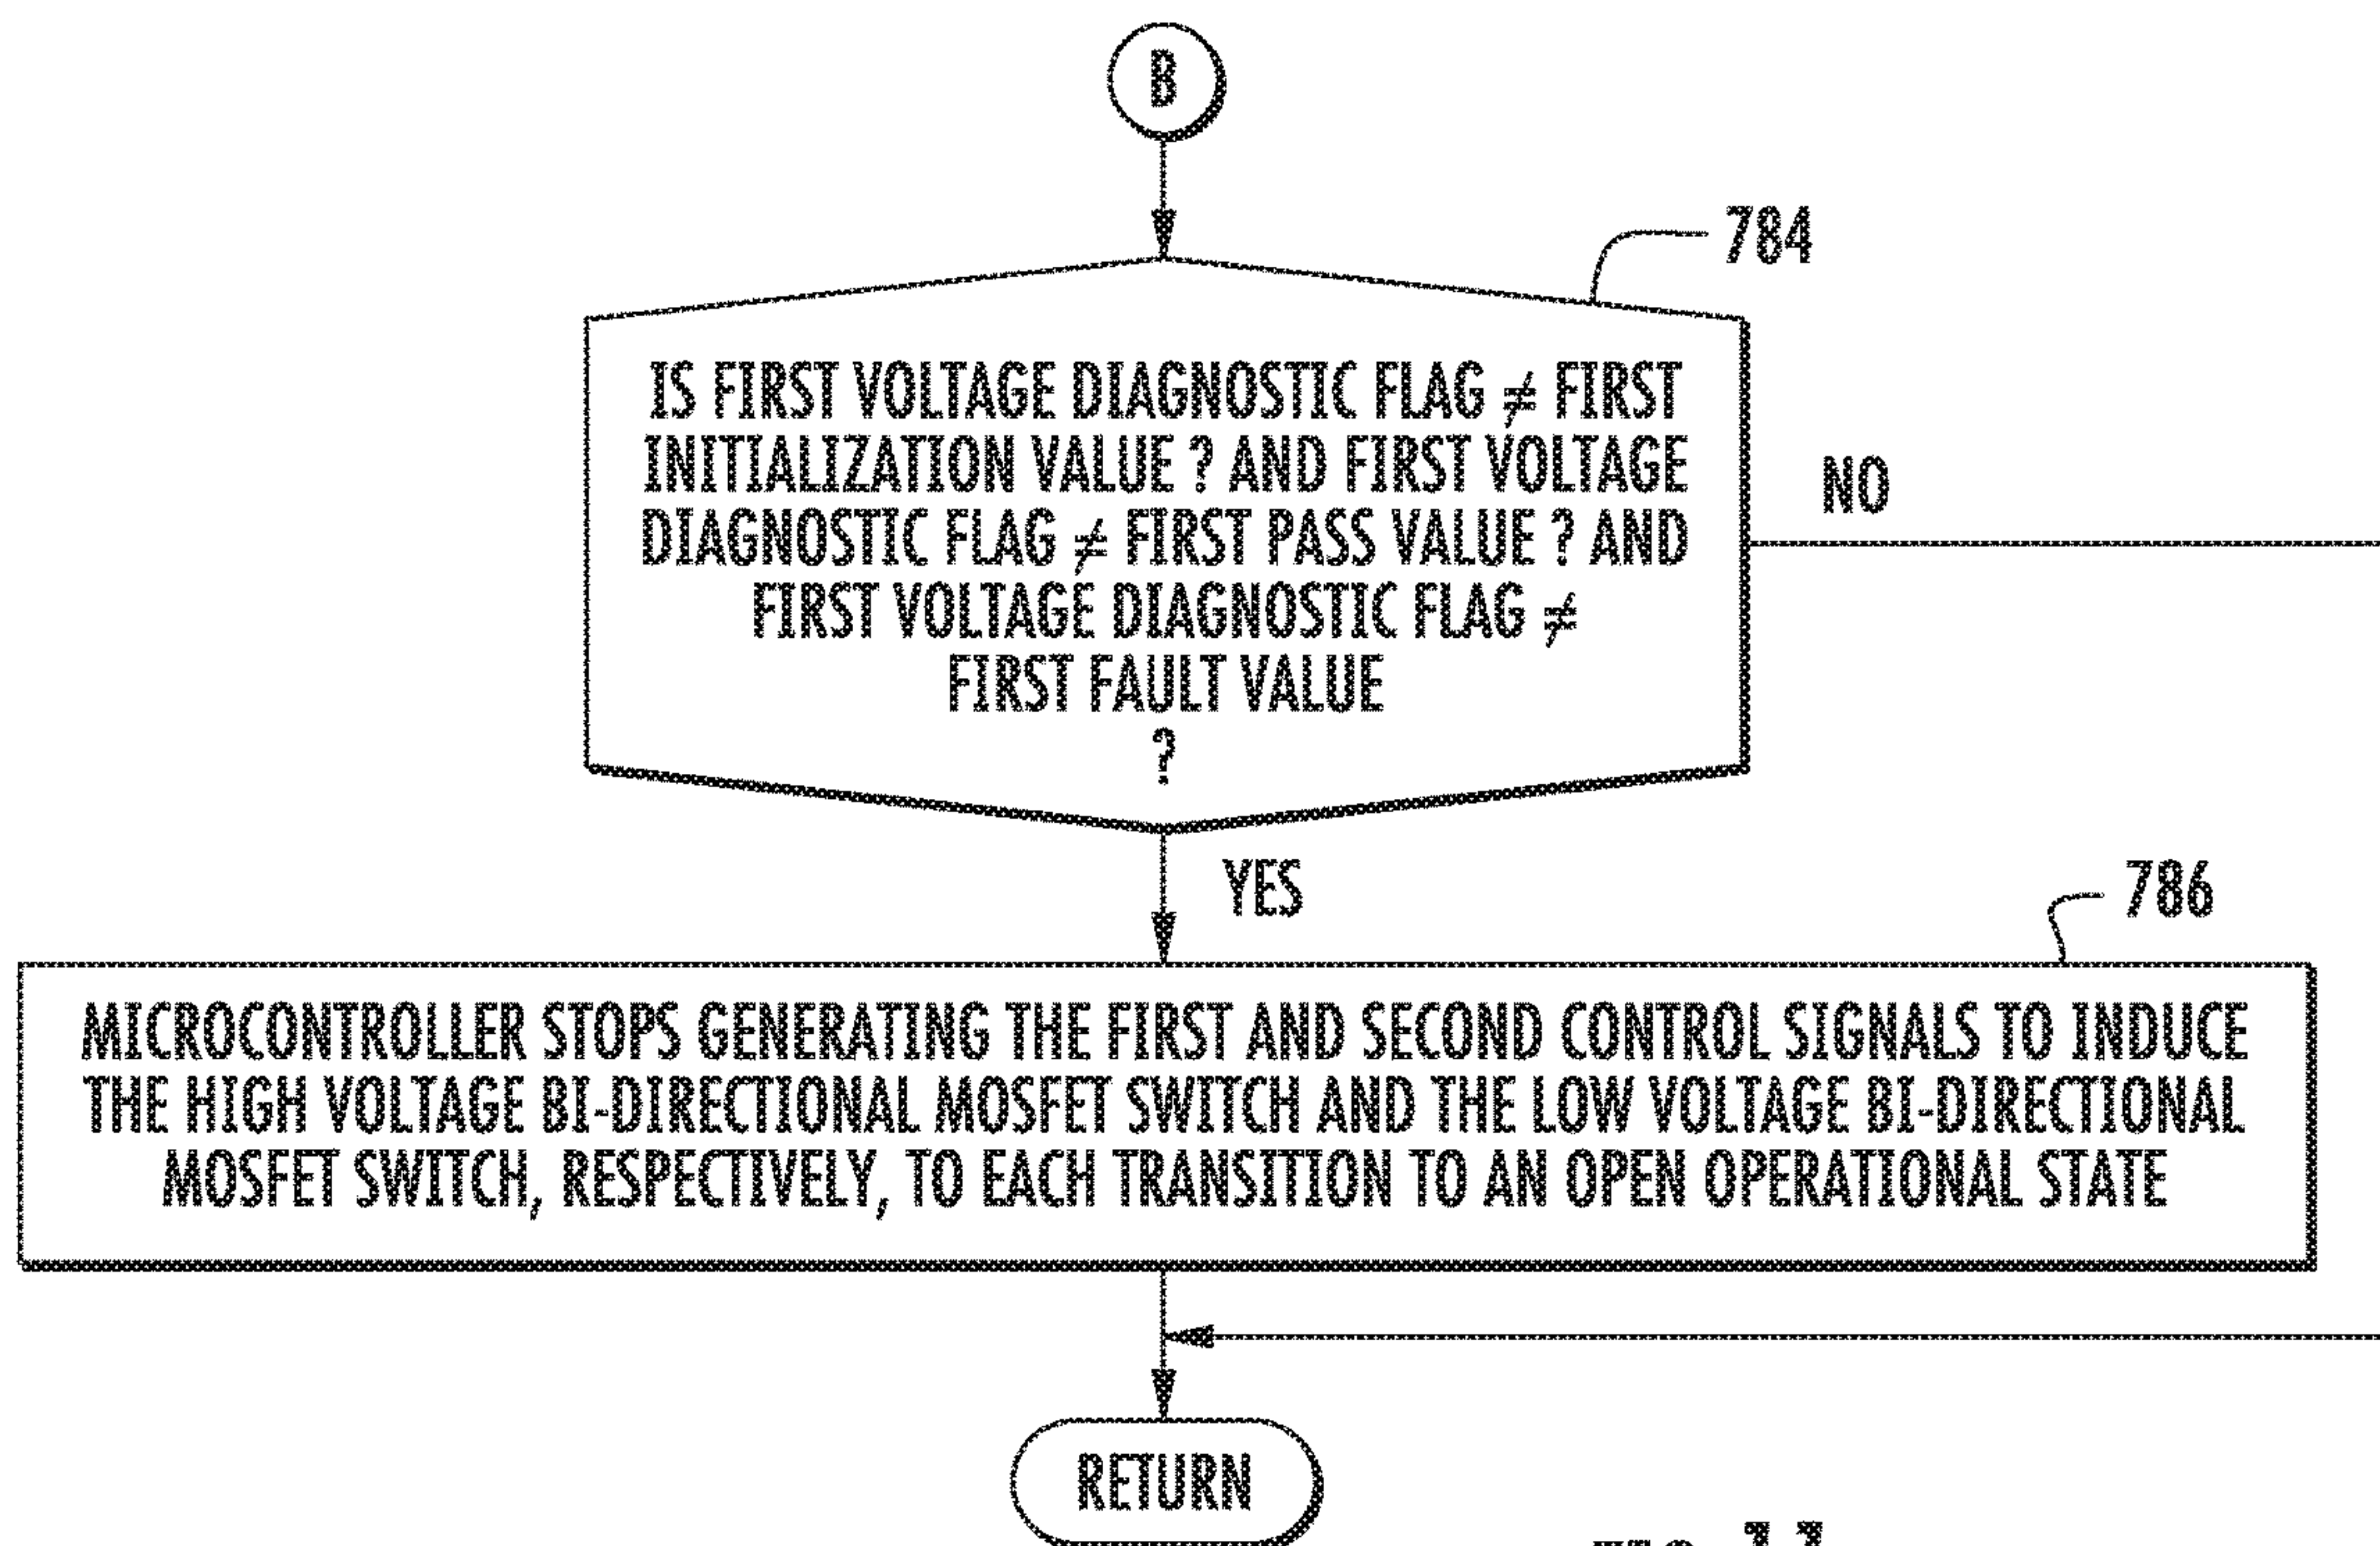 B
784
IS FIRST VOLTAGE DIAGNOSTIC FLAG ≠ FIRST
INITIALIZATION VALUE ? AND FIRST VOLTAGE
DIAGNOSTIC FLAG ≠ FIRST PASS VALUE ? AND
FIRST VOLTAGE DIAGNOSTIC FLAG ≠
FIRST FAULT VALUE
?
NO
YES
786
MICROCONTROLLER STOPS GENERATING THE FIRST AND SECOND CONTROL SIGNALS TO INDUCE
THE HIGH VOLTAGE BI-DIRECTIONAL MOSFET SWITCH AND THE LOW VOLTAGE BI-DIRECTIONAL
MOSFET SWITCH, RESPECTIVELY, TO EACH TRANSITION TO AN OPEN OPERATIONAL STATE
RETURN